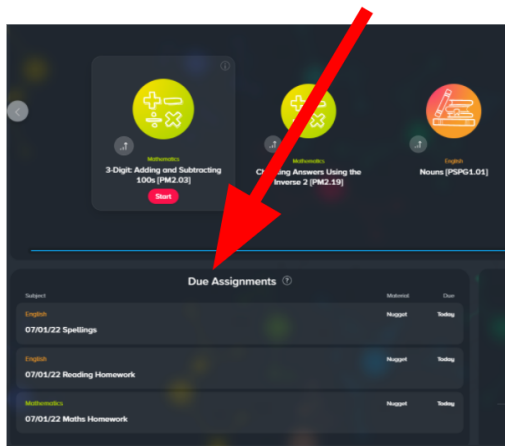 Mathematics
3-Digit: Adding and Subtracting
100s [PM2.03]
Start
Mathematics
Answers Using the
Inverse 2 [PM2.19]
English
Nouns [PSPG1.01]
Due Assignments ?
Subject Material Due
English Nugget Today
07/01/22 Spellings
English Nugget Today
07/01/22 Reading Homework
Mathematics Nugget Today
07/01/22 Maths Homework